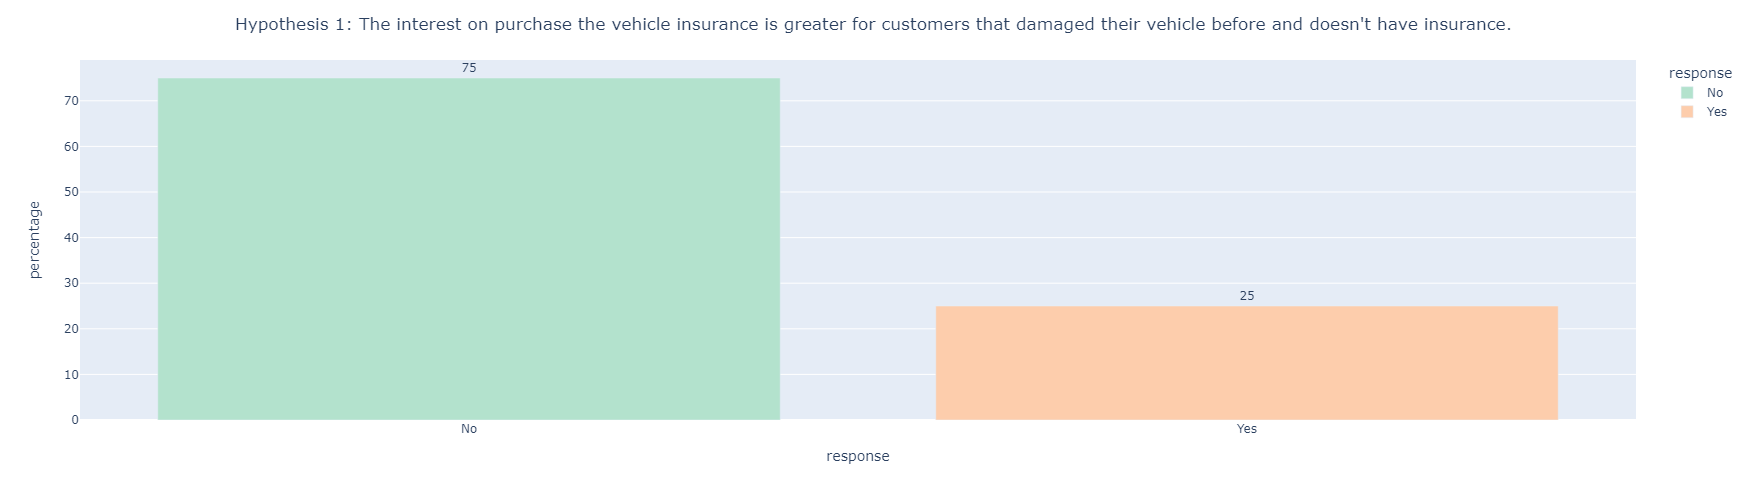 Hypothesis 1: The interest on purchase the vehicle insurance is greater for customers that damaged their vehicle before and doesn't have insurance.
75
response
No
Yes
70
60
50
40
30
20
10
0
percentage
25
No
Yes
response